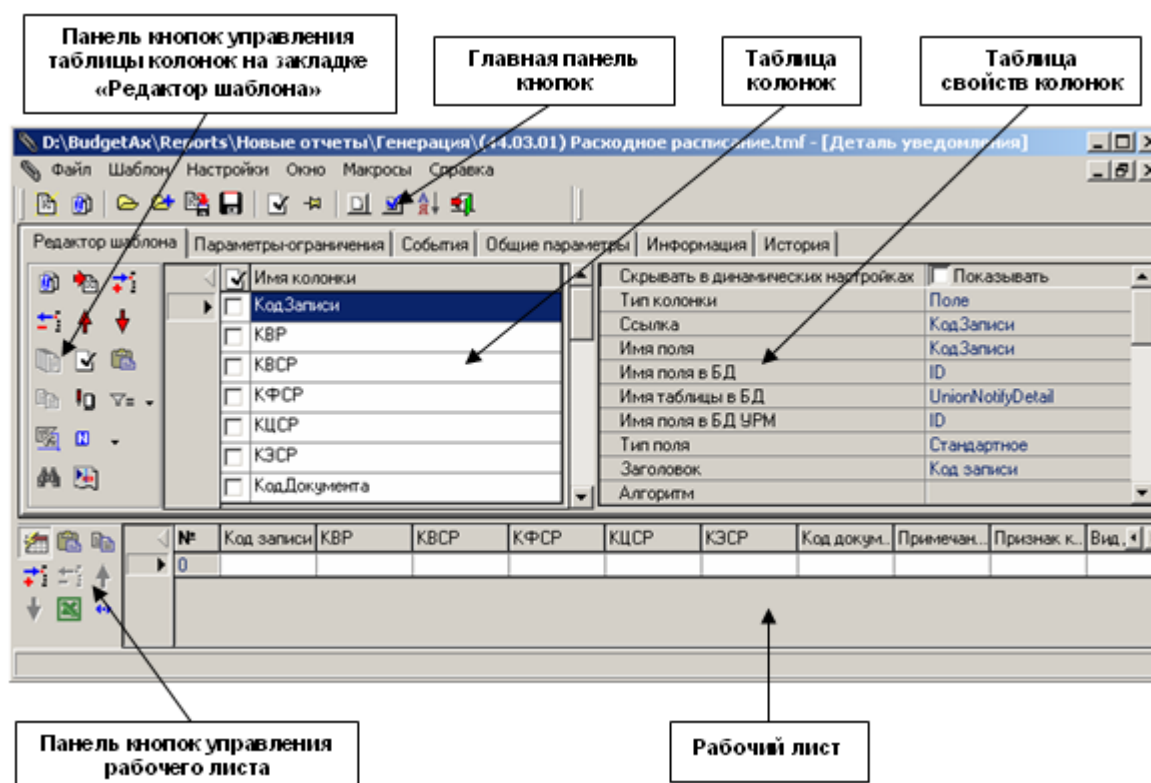 Панель кнопок управления
таблицы колонок на закладке
«Редактор шаблона»
Главная панель
кнопок
Таблица
колонок
Таблица
свойств колонок
D:\BudgetAx\Reports\Новые отчеты\Генерация\(44.03.01) Расходное расписание.tmf - [Деталь уведомления]
Файл Шаблон Настройки Окно Макросы Справка
Редактор шаблона Параметры-ограничения События Общие параметры Информация История
Имя колонки
КодЗаписи
КВР
КВСР
КФСР
КЦСР
КЭСР
КодДокумента
Скрывать в динамических настройках Показывать
Тип колонки Поле
Ссылка КодЗаписи
Имя поля КодЗаписи
Имя поля в БД ID
Имя таблицы в БД UnionNotifyDetail
Имя поля в БД УРМ ID
Тип поля Стандартное
Заголовок Код записи
Алгоритм
№ Код записи КВР КВСР КФСР КЦСР КЭСР Код докум... Примечан... Признак к... Вид
0
Панель кнопок управления
рабочего листа
Рабочий лист